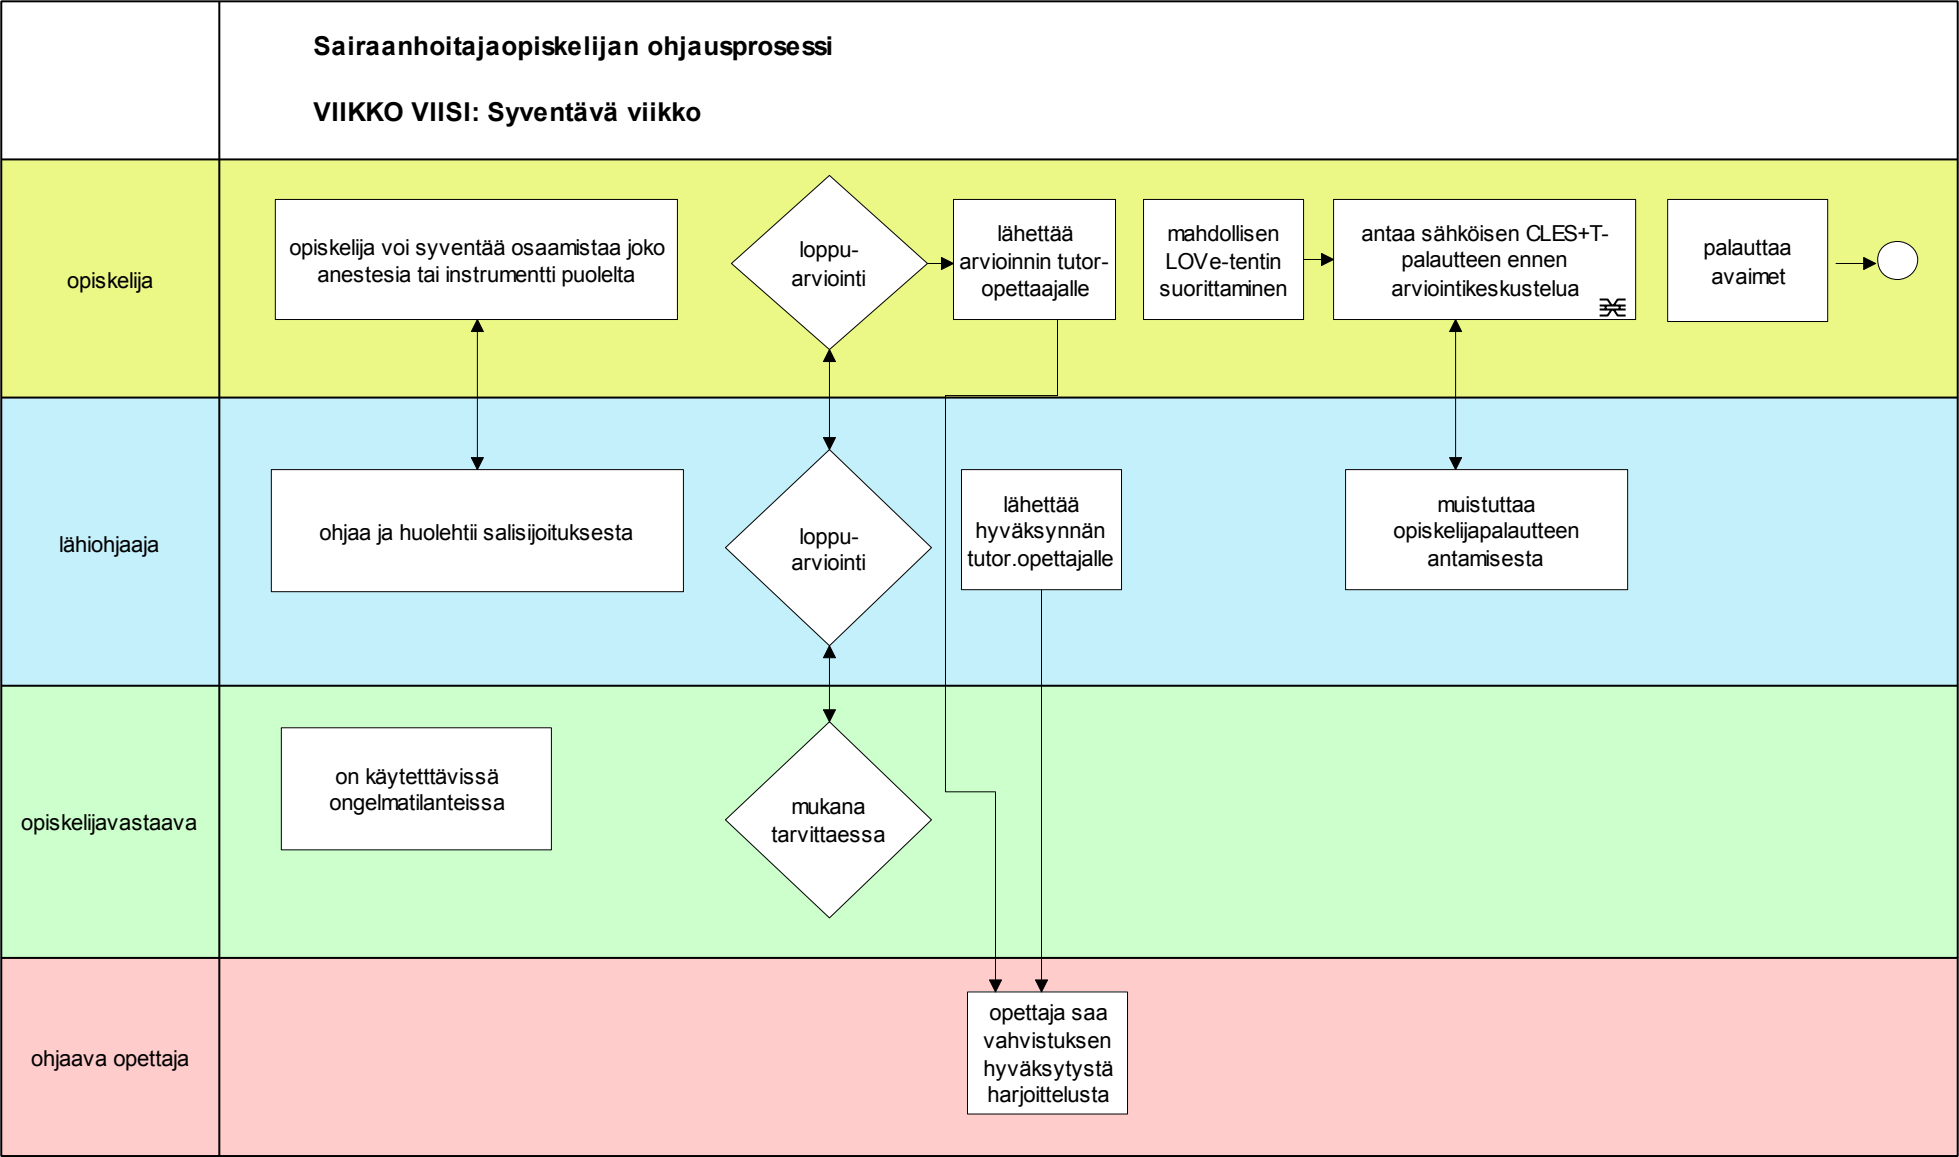 Sairaanhoitajaopiskelijan ohjausprosessi
VIIKKO VIISI: Syventävä viikko
opiskelija
opiskelija voi syventää osaamistaa joko
anestesia tai instrumentti puolelta
loppu-
arviointi
lähettää
arvioinnin tutor-
opettaajalle
mahdollisen
LOVe-tentin
suorittaminen
antaa sähköisen CLES+T-
palautteen ennen
arviointikeskustelua
palauttaa
avaimet
lähiohjaaja
ohjaa ja huolehtii salisijoituksesta
loppu-
arviointi
lähettää
hyväksynnän
tutor.opettajalle
muistuttaa
opiskelijapalautteen
antamisesta
opiskelijavastaava
on käytetttävissä
ongelmatilanteissa
mukana
tarvittaessa
ohjaava opettaja
opettaja saa
vahvistuksen
hyväksytystä
harjoittelusta